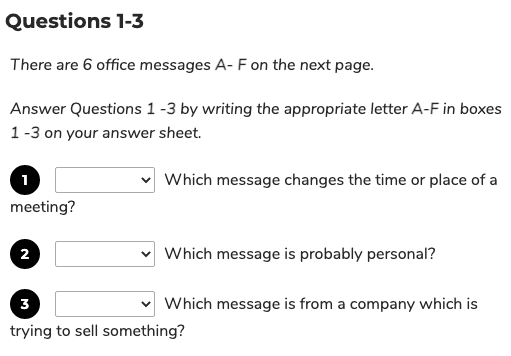 Questions 1-3
There are 6 office messages A- F on the next page.
Answer Questions 1 -3 by writing the appropriate letter A-F in boxes
1 -3 on your answer sheet.
1 Which message changes the time or place of a
meeting?
2 Which message is probably personal?
3 Which message is from a company which is
trying to sell something?